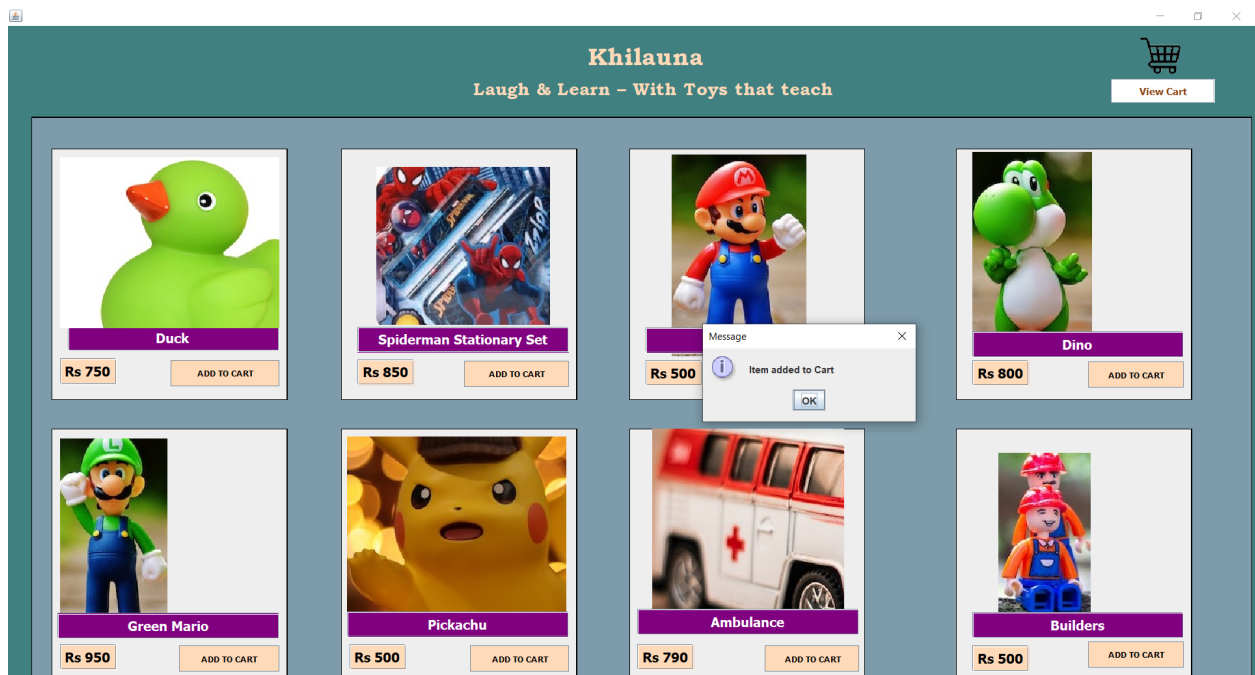 Khilauna
Laugh & Learn – With Toys that teach
View Cart
Duck
Rs 750
ADD TO CART
Spiderman Stationary Set
Rs 850
ADD TO CART
Rs 500
Dino
Rs 800
ADD TO CART
Message
Item added to Cart
OK
Green Mario
Rs 950
ADD TO CART
Pickachu
Rs 500
ADD TO CART
Ambulance
Rs 790
ADD TO CART
Builders
Rs 500
ADD TO CART
M
L